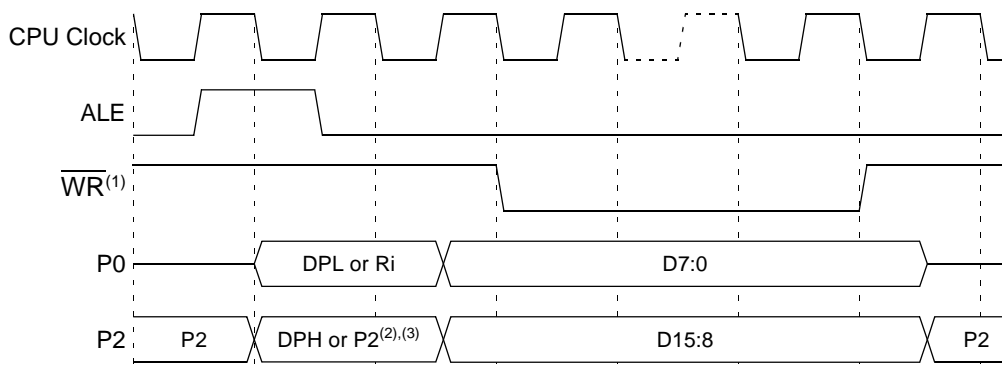 CPU Clock
ALE
WR(1)
P0 DPL or Ri D7:0
P2 P2 DPH or P2(2),(3) D15:8 P2